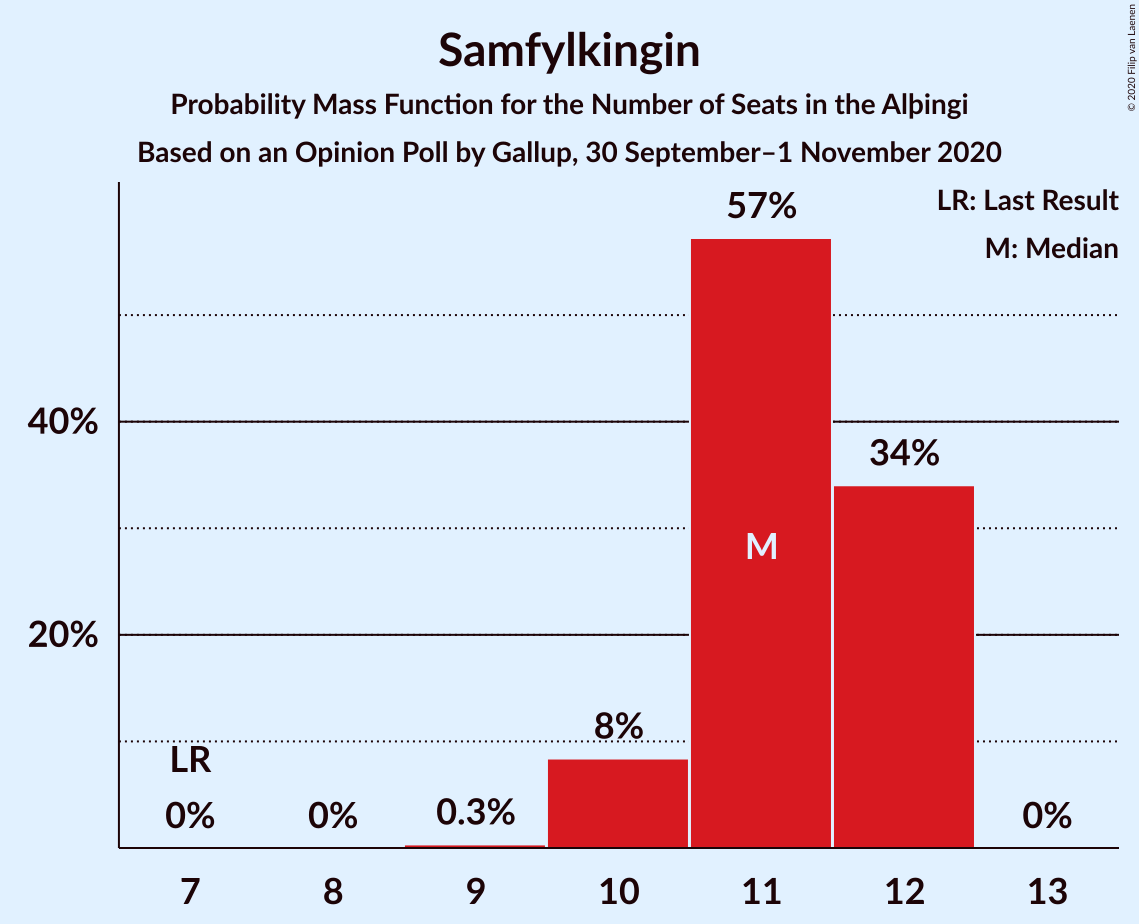 Samfylkingin
Probability Mass Function for the Number of Seats in the Alþingi
Based on an Opinion Poll by Gallup, 30 September–1 November 2020
© 2020 Filip van Laenen
LR: Last Result
M: Median
57%
40%
34%
M
20%
8%
LR
0%
0%
0.3%
0%
7
8
9
10
11
12
13